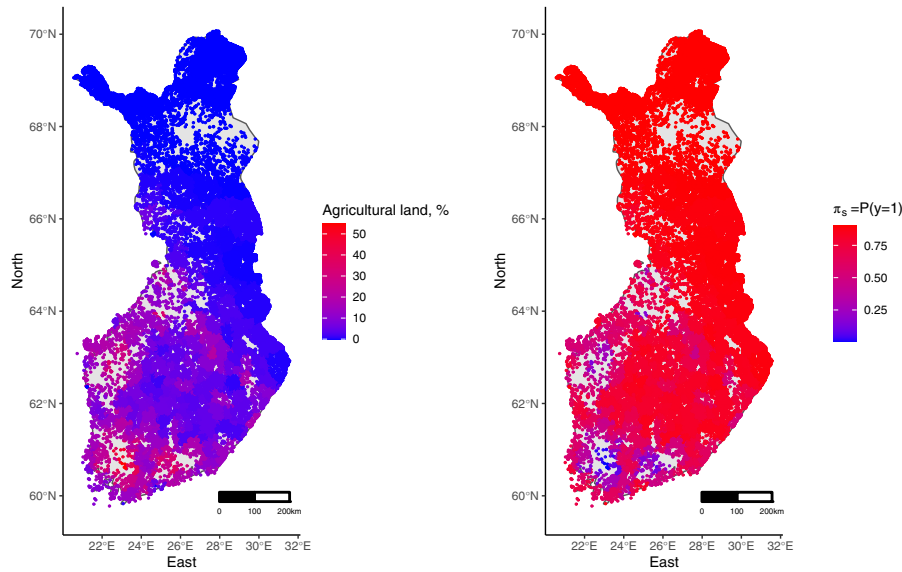 70°N
68°N
66°N
64°N
62°N
60°N
North
22°E 24°E 26°E 28°E 30°E 32°E
East
Agricultural land, %
50
40
30
20
10
0
0 100 200km
70°N
68°N
66°N
64°N
62°N
60°N
North
22°E 24°E 26°E 28°E 30°E 32°E
East
πs =P(y=1)
0.75
0.50
0.25
0 100 200km